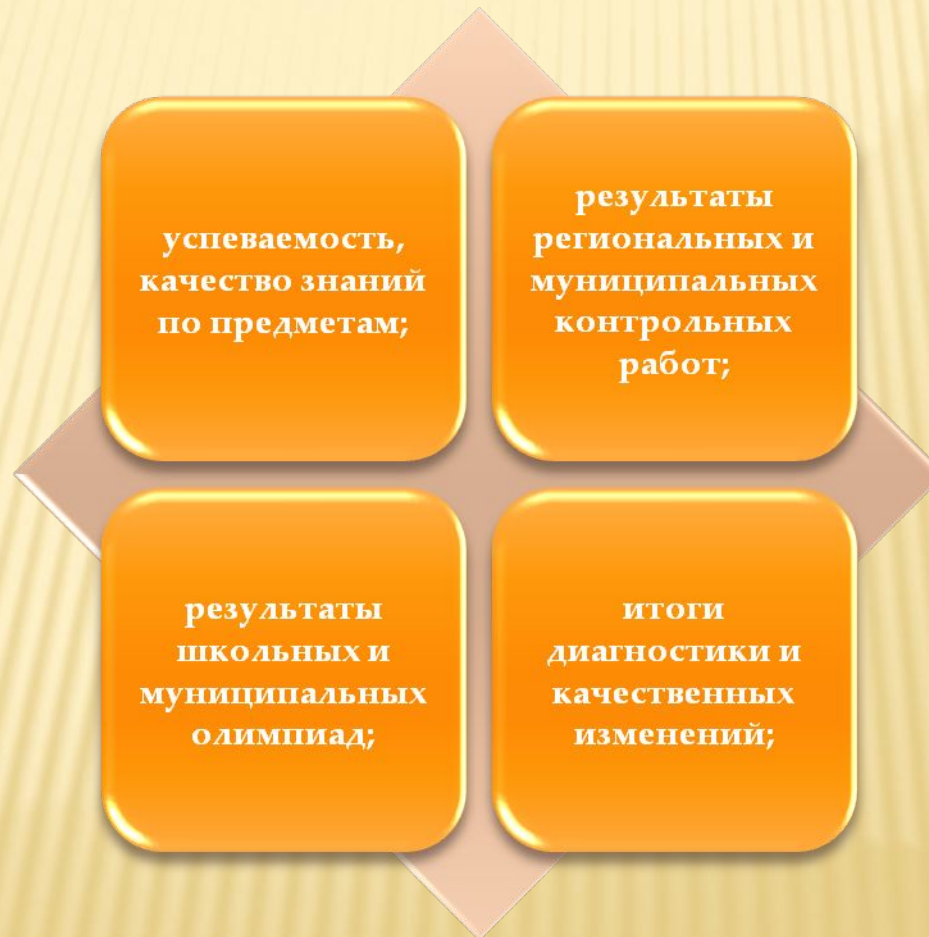 успеваемость,
качество знаний
по предметам;
результаты
региональных и
муниципальных
контрольных
работ;
результаты
школьных и
муниципальных
олимпиад;
итоги
диагностики и
качественных
изменений;